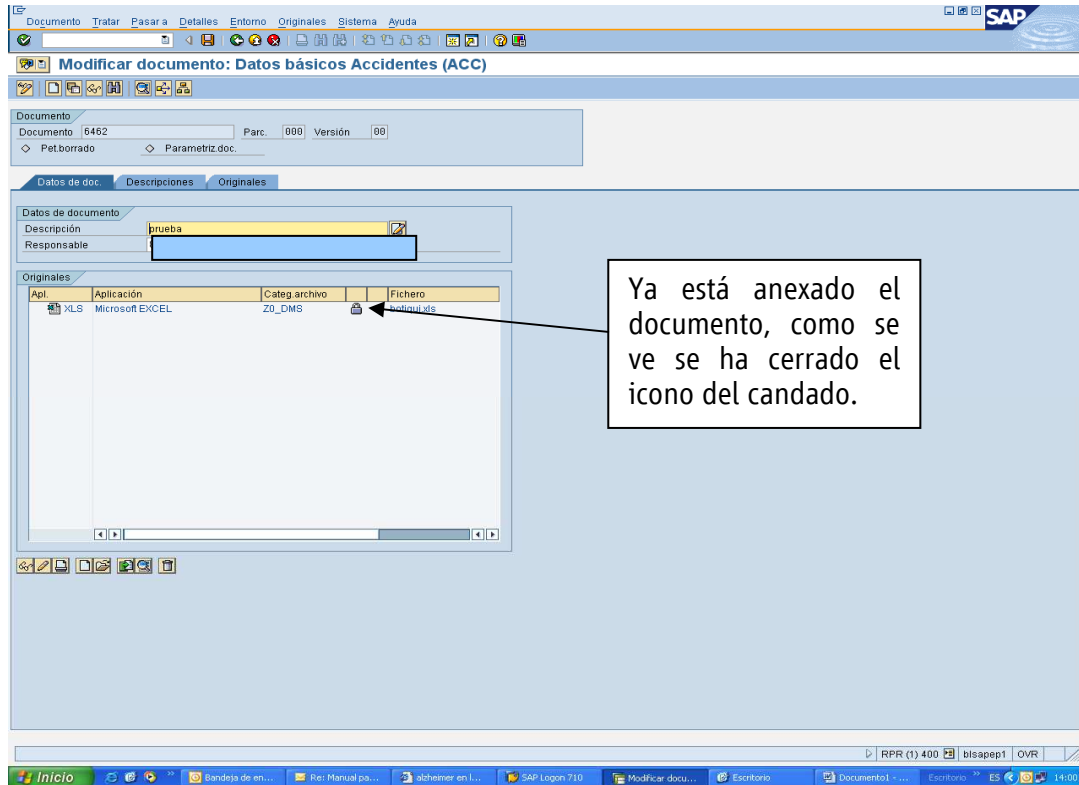 Documento Tratar Pasar a Detalles Entorno Originales Sistema Ayuda
SAP
Modificar documento: Datos básicos Accidentes (ACC)
Documento
Documento 6462 Parc. 000 Versión 00
Pet.borrado Parametriz.doc.
Datos de doc. Descripciones Originales
Datos de documento
Descripción prueba
Responsable
Originales
Apl. Aplicación Categ.archivo Fichero
XLS Microsoft EXCEL Z0_DMS botiqui.xls
Ya está anexado el
documento, como se
ve se ha cerrado el
icono del candado.
RPR (1) 400 blsapep1 OVR
Inicio Bandeja de en... Re: Manual pa... alzheimer en l... SAP Logon 710 Modificar docu... Escritorio Documento1 - ... Escritorio ES 14:00